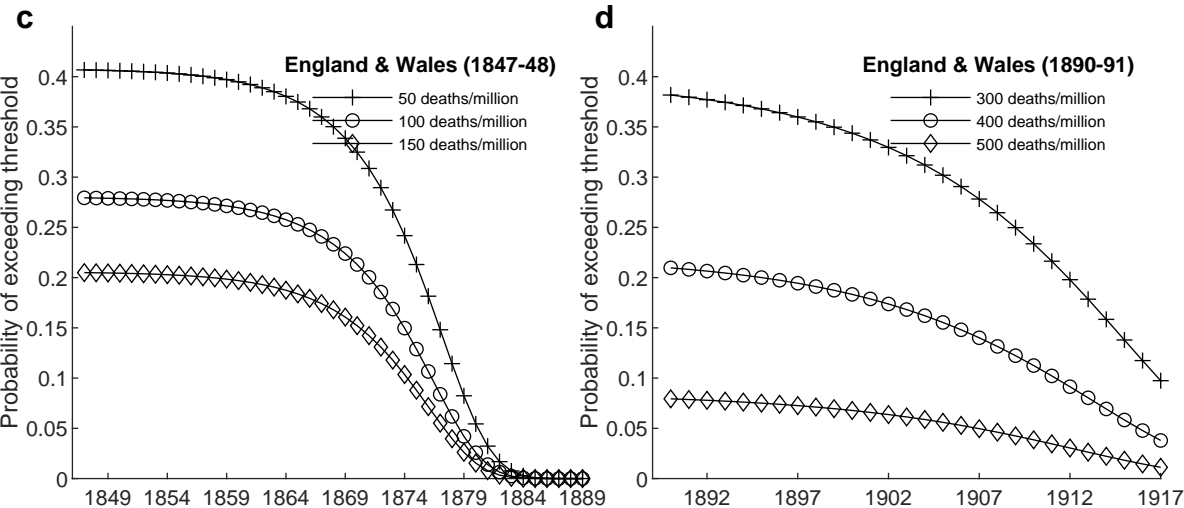 c
England & Wales (1847-48)
50 deaths/million
100 deaths/million
150 deaths/million
Probability of exceeding threshold
0.4
0.35
0.3
0.25
0.2
0.15
0.1
0.05
0
1849 1854 1859 1864 1869 1874 1879 1884 1889
d
England & Wales (1890-91)
300 deaths/million
400 deaths/million
500 deaths/million
Probability of exceeding threshold
0.4
0.35
0.3
0.25
0.2
0.15
0.1
0.05
0
1892 1897 1902 1907 1912 1917